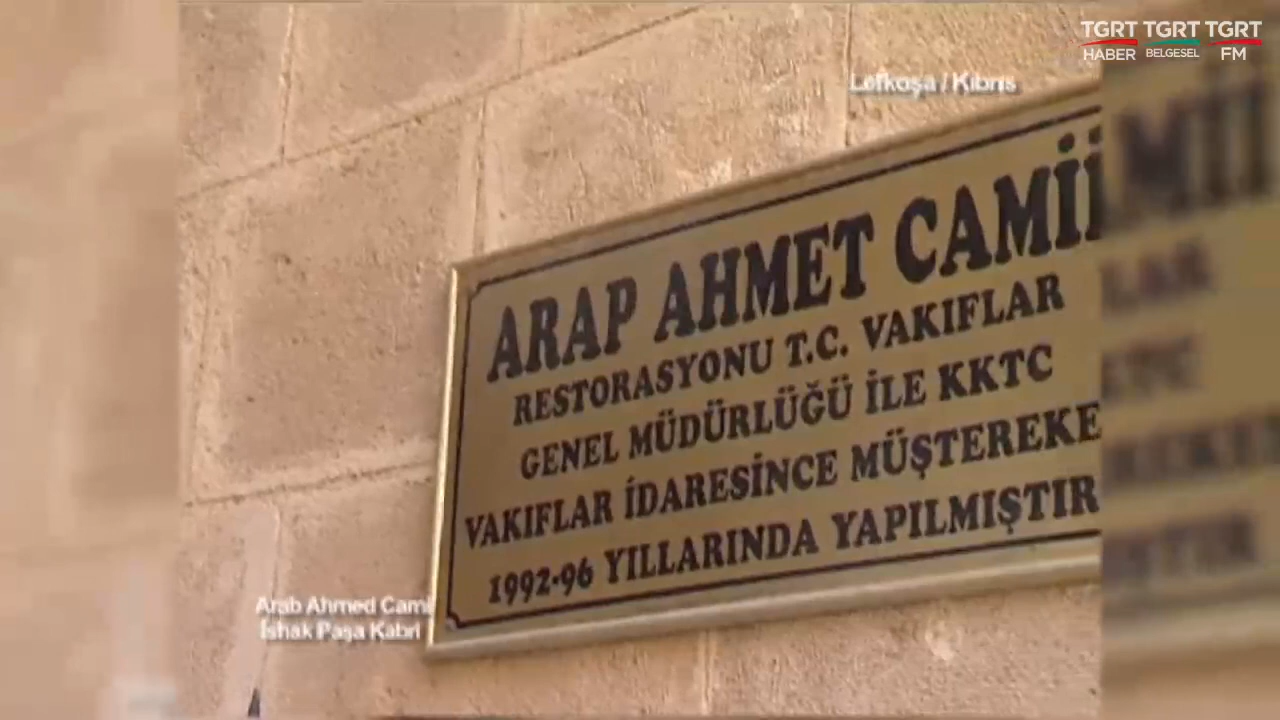 TGRT TGRT TGRT
HABER BELGESEL FM
Lefkoşa / Kıbrıs
ARAP AHMET CAMİİ
RESTORASYONU T.C. VAKIFLAR
GENEL MÜDÜRLÜĞÜ İLE KKTC
VAKIFLAR İDARESİNCE MÜŞTEREKE
1992-96 YILLARINDA YAPILMIŞTIR
Arab Ahmed Cami
İshak Paşa Kabri